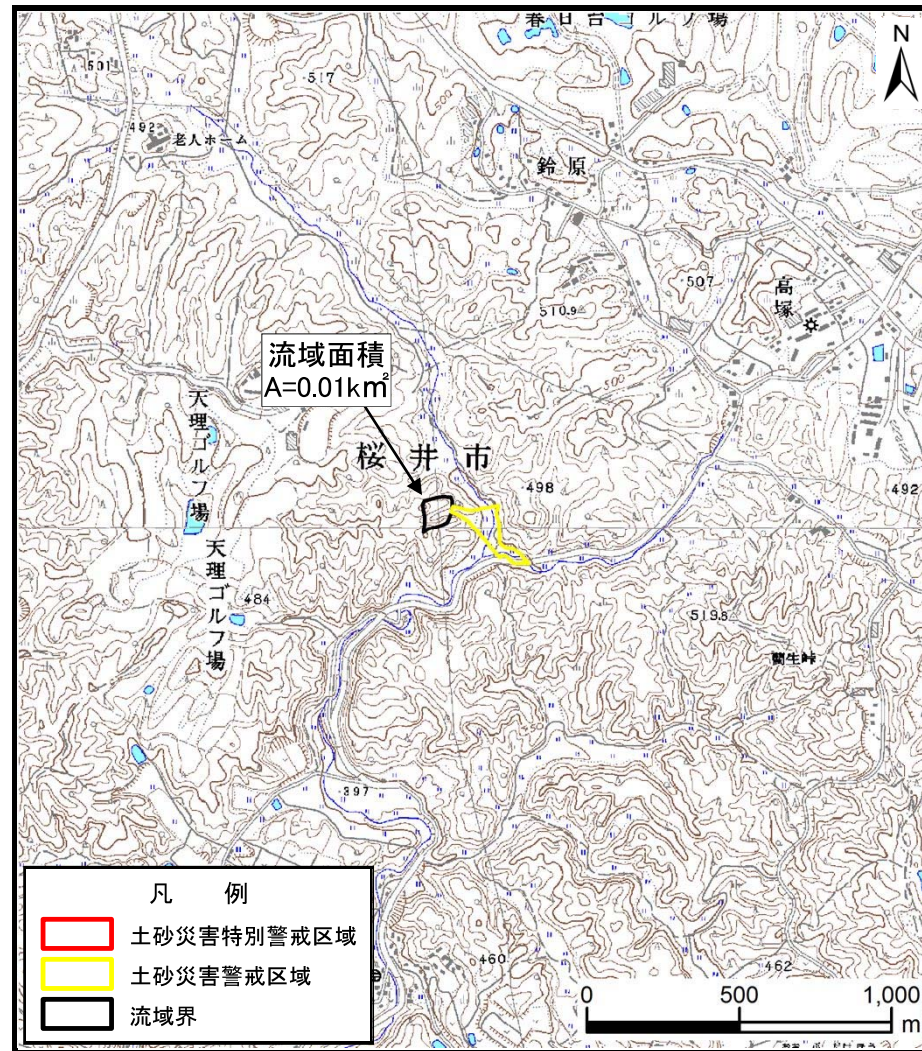 春日台ゴルフ場
N
501
517
492
老人ホーム
鈴原
507
高塚
510.9
流域面積
A=0.01km²
天理ゴルフ場
桜井市
498
492
天理ゴルフ場
484
519.8
藺生峠
397
凡 例
土砂災害特別警戒区域
土砂災害警戒区域
流域界
460
462
0 500 1,000
m